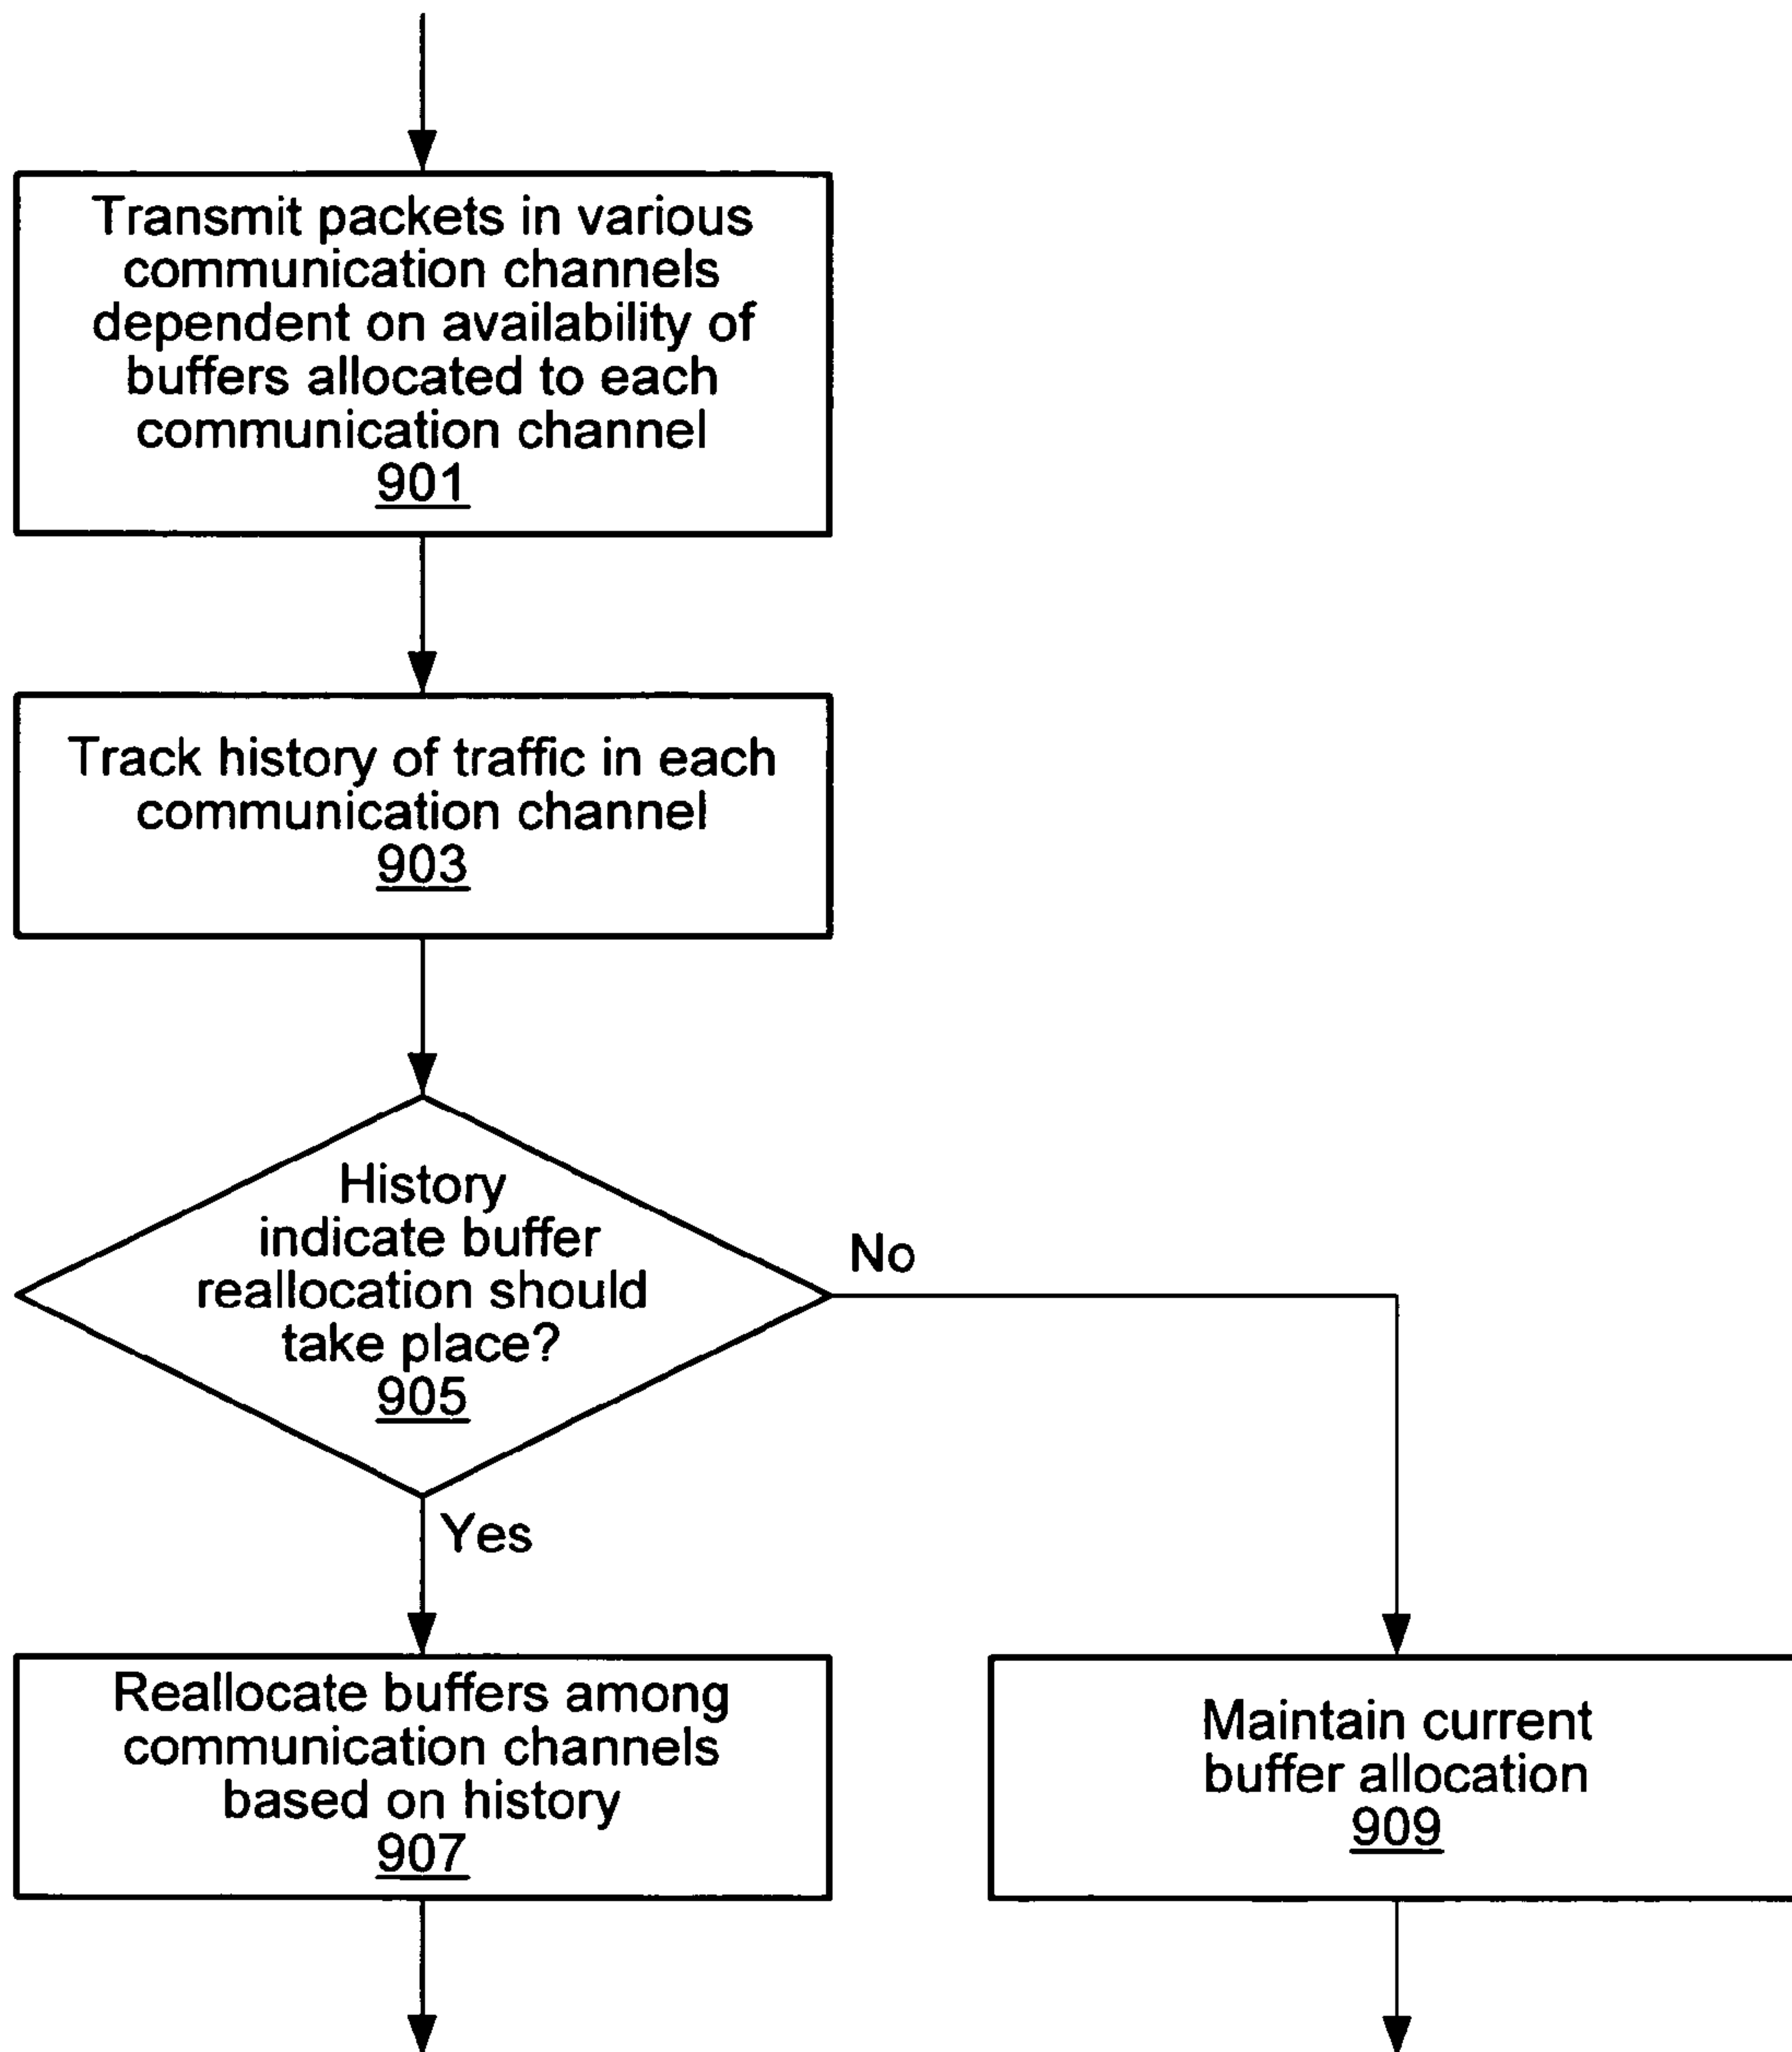 Transmit packets in various
communication channels
dependent on availability of
buffers allocated to each
communication channel
901
Track history of traffic in each
communication channel
903
History
indicate buffer
reallocation should
take place?
905
No
Yes
Reallocate buffers among
communication channels
based on history
907
Maintain current
buffer allocation
909